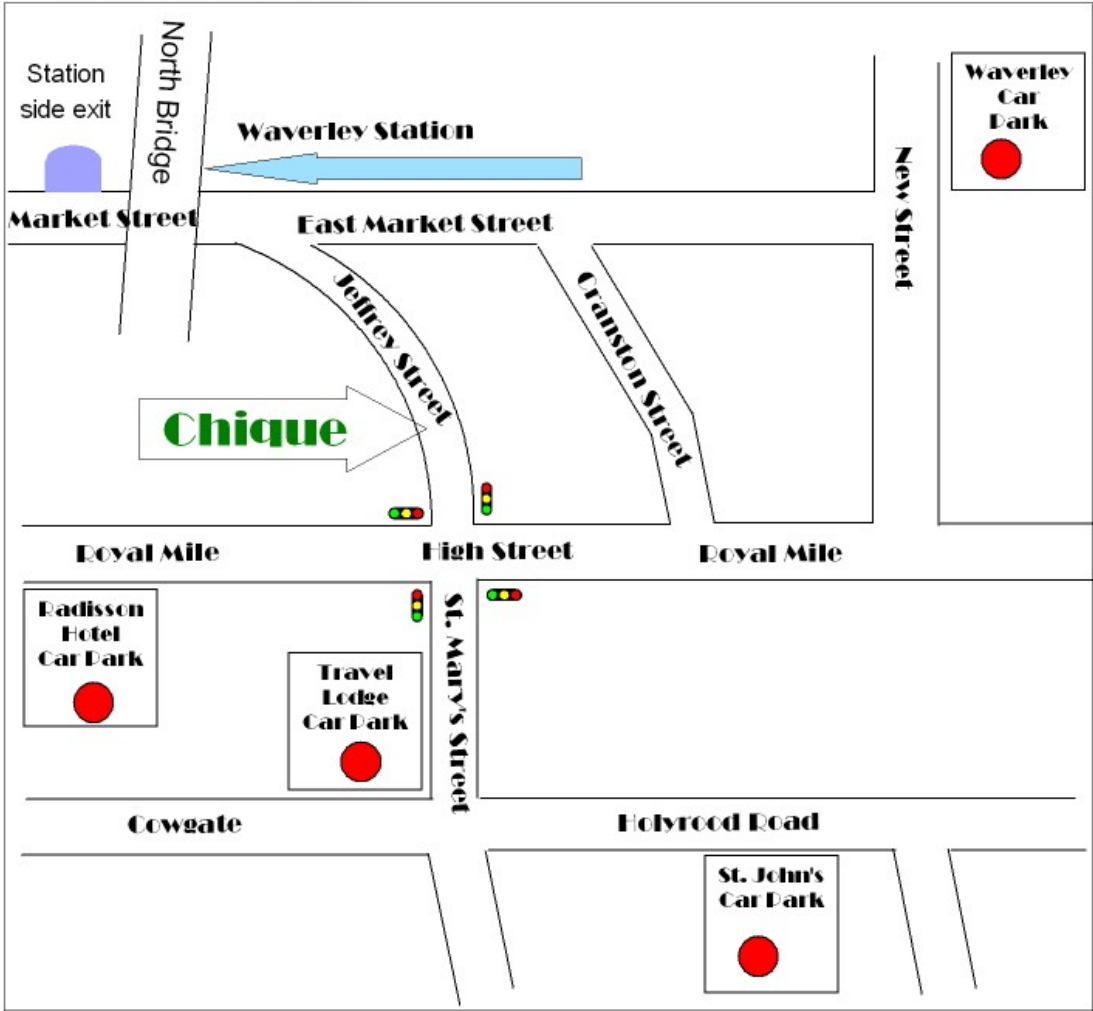 Station
side exit
North Bridge
Waverley Station
Waverley
Car
Park
New Street
Market Street
East Market Street
Jeffrey Street
Cranston Street
Chique
Royal Mile
High Street
Royal Mile
Radisson
Hotel
Car Park
Travel
Lodge
Car Park
St. Mary's Street
Cowgate
Holyrood Road
St. John's
Car Park